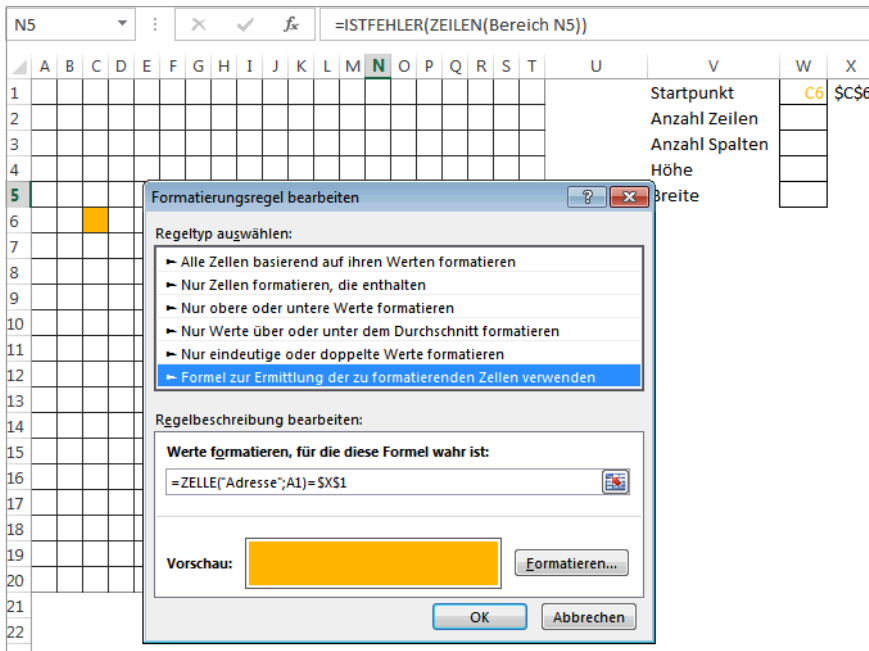 N5 fx =ISTFEHLER(ZEILEN(Bereich N5))
A B C D E F G H I J K L M N O P Q R S T U V W X
1 Startpunkt C6 $C$6
2 Anzahl Zeilen
3 Anzahl Spalten
4 Höhe
5 Breite
6
7
8
9
10
11
12
13
14
15
16
17
18
19
20
21
22
Formatierungsregel bearbeiten
Regeltyp auswählen:
► Alle Zellen basierend auf ihren Werten formatieren
► Nur Zellen formatieren, die enthalten
► Nur obere oder untere Werte formatieren
► Nur Werte über oder unter dem Durchschnitt formatieren
► Nur eindeutige oder doppelte Werte formatieren
► Formel zur Ermittlung der zu formatierenden Zellen verwenden
Regelbeschreibung bearbeiten:
Werte formatieren, für die diese Formel wahr ist:
=ZELLE("Adresse";A1)=$X$1
Vorschau:
Formatieren...
OK Abbrechen